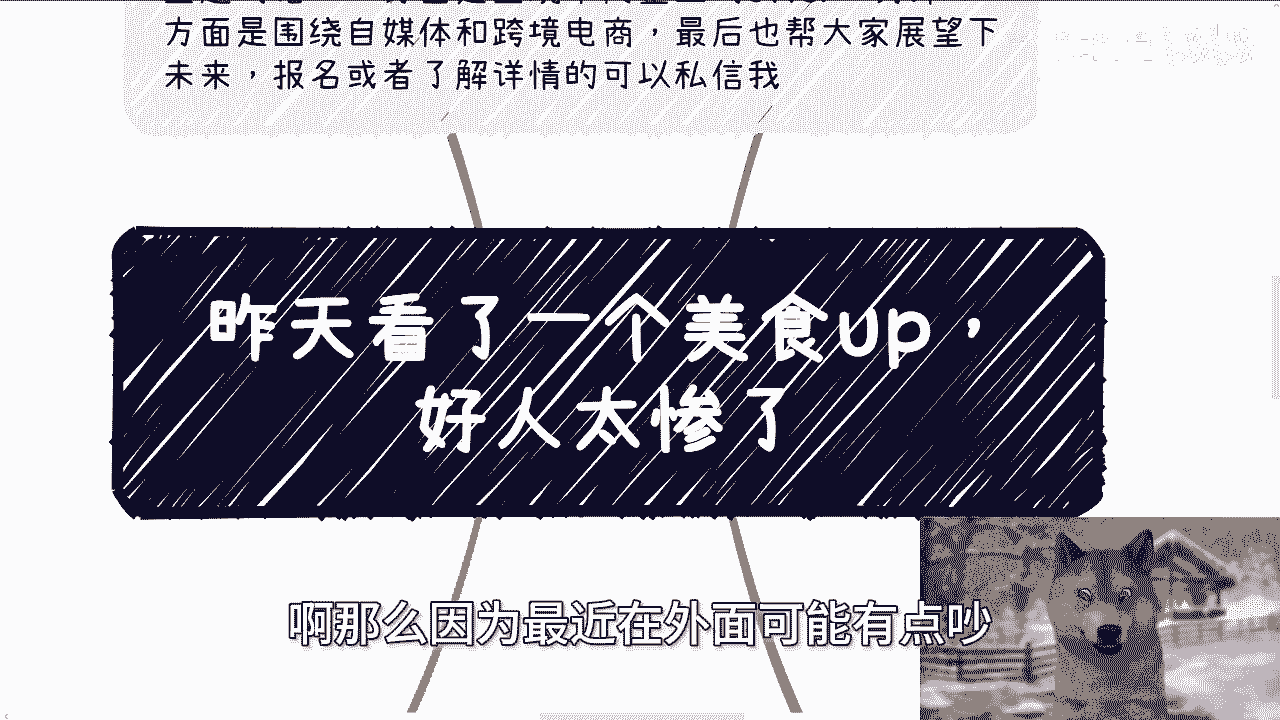 方面是围绕自媒体和跨境电商，最后也帮大家展望下
未来，报名或者了解详情的可以私信我
昨天看了一个美食up，
好人太惨了
啊那么因为最近在外面可能有点吵